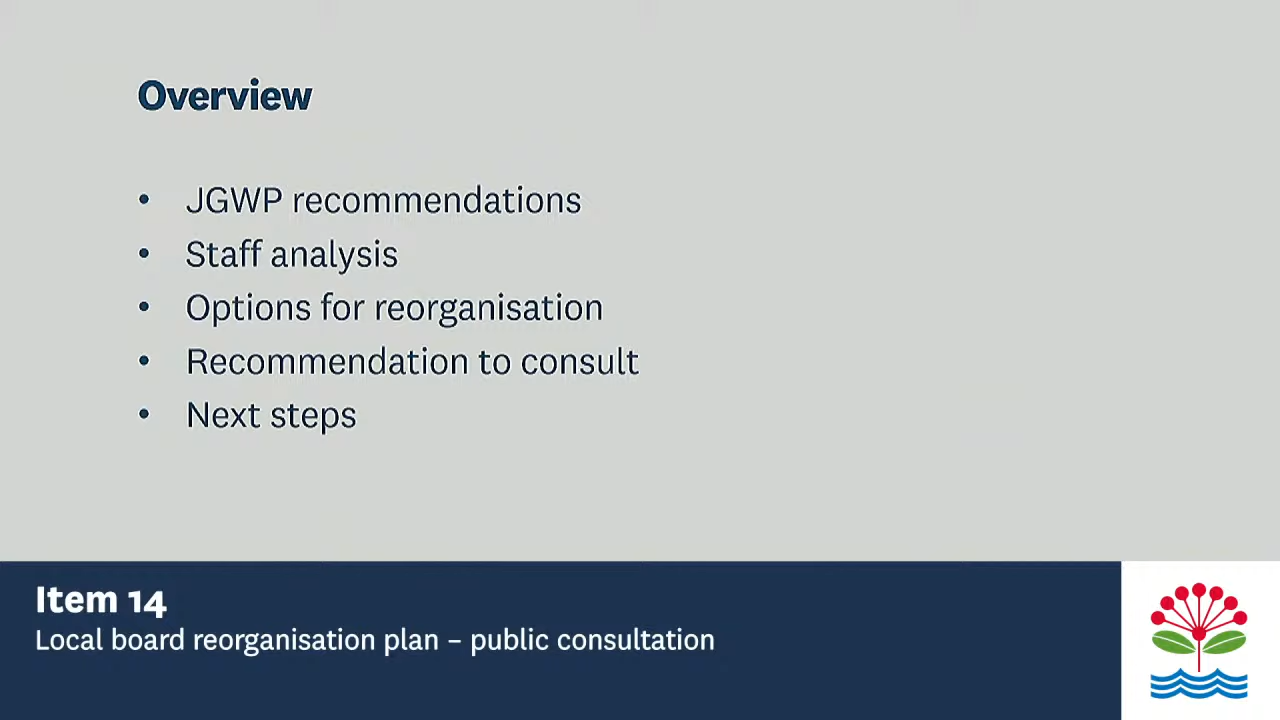 Overview
• JGWP recommendations
• Staff analysis
• Options for reorganisation
• Recommendation to consult
• Next steps
Item 14
Local board reorganisation plan – public consultation